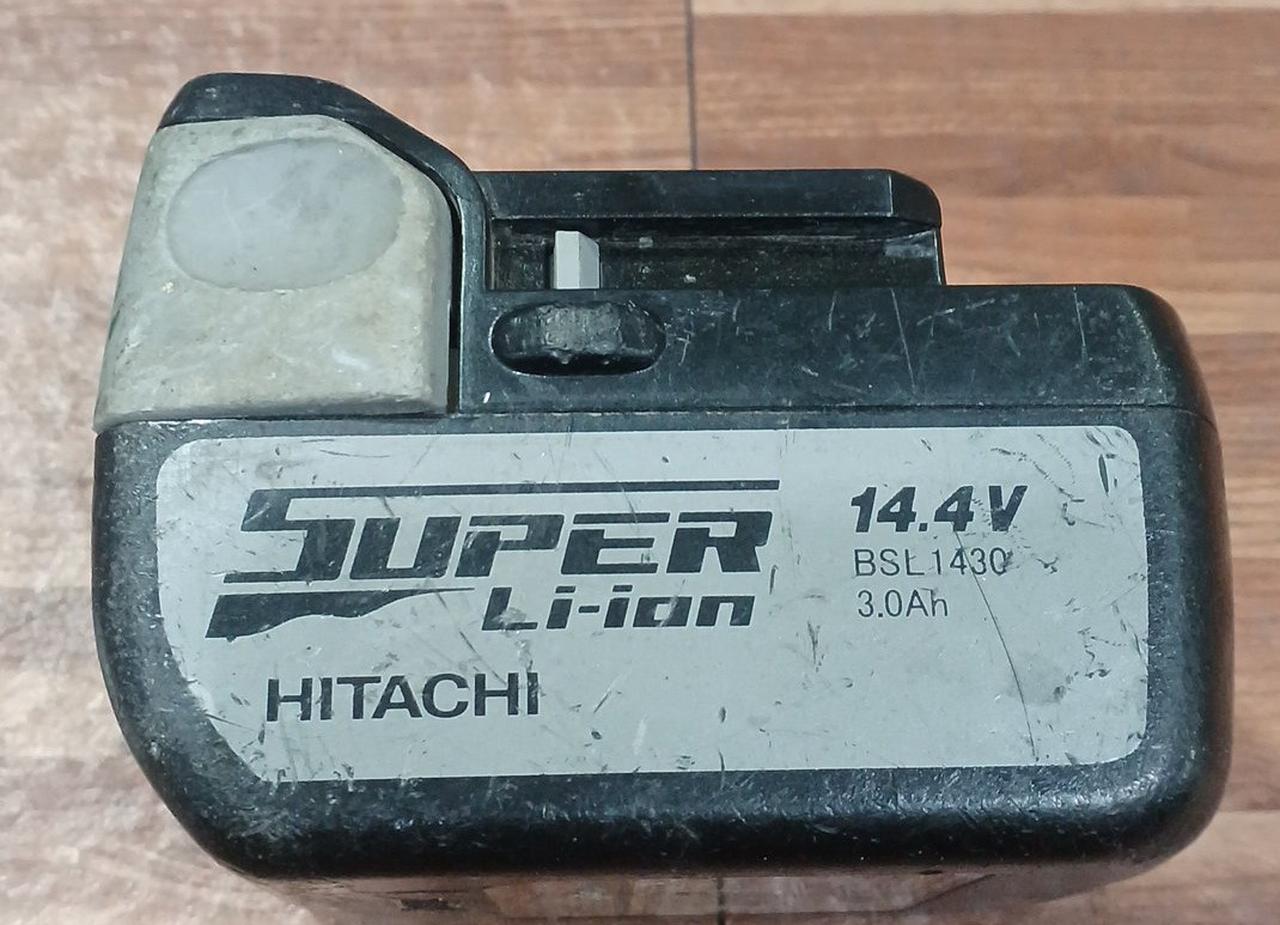 SUPER
Li-ion
HITACHI
14.4V
BSL1430
3.0Ah